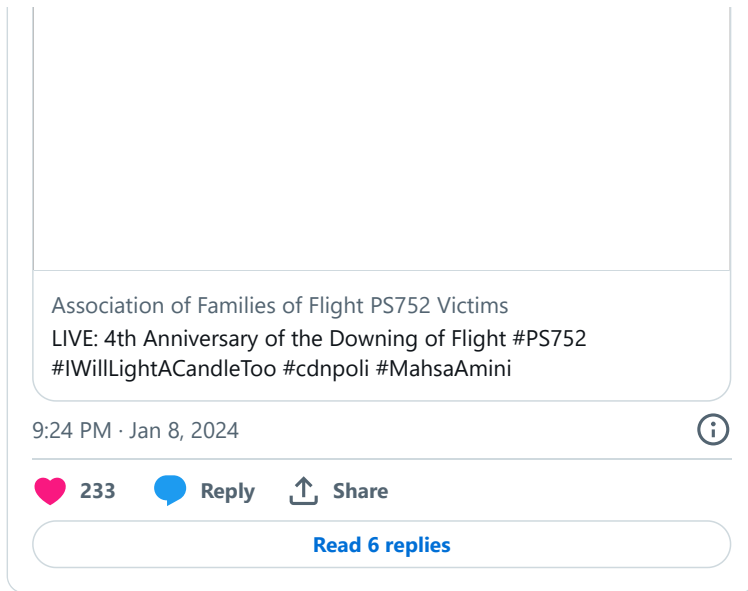 Association of Families of Flight PS752 Victims
LIVE: 4th Anniversary of the Downing of Flight #PS752
#IWillLightACandleToo #cdnpoli #MahsaAmini
9:24 PM · Jan 8, 2024
233 Reply Share
Read 6 replies